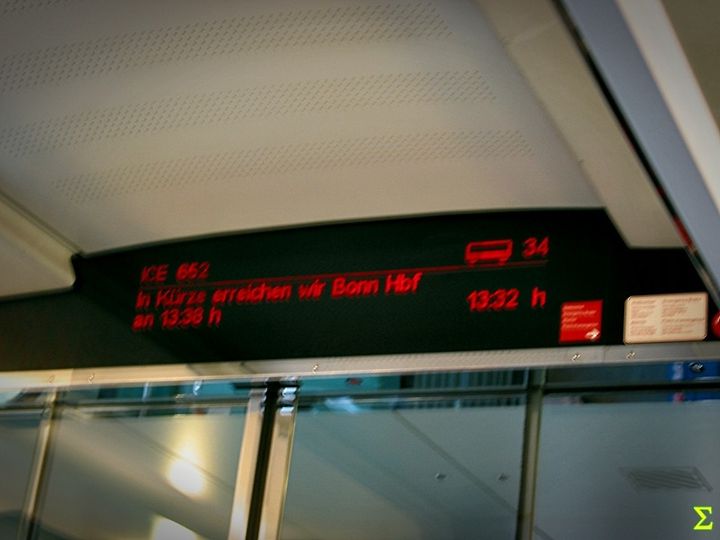 ICE 652
34
In Kürze erreichen wir Bonn Hbf
13:32 h
an 13:38 h
Σ